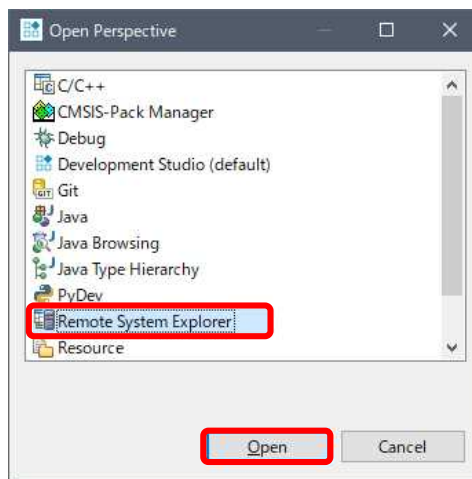 Open Perspective
C/C++
CMSIS-Pack Manager
Debug
Development Studio (default)
Git
Java
Java Browsing
Java Type Hierarchy
PyDev
Remote System Explorer
Resource
Open
Cancel